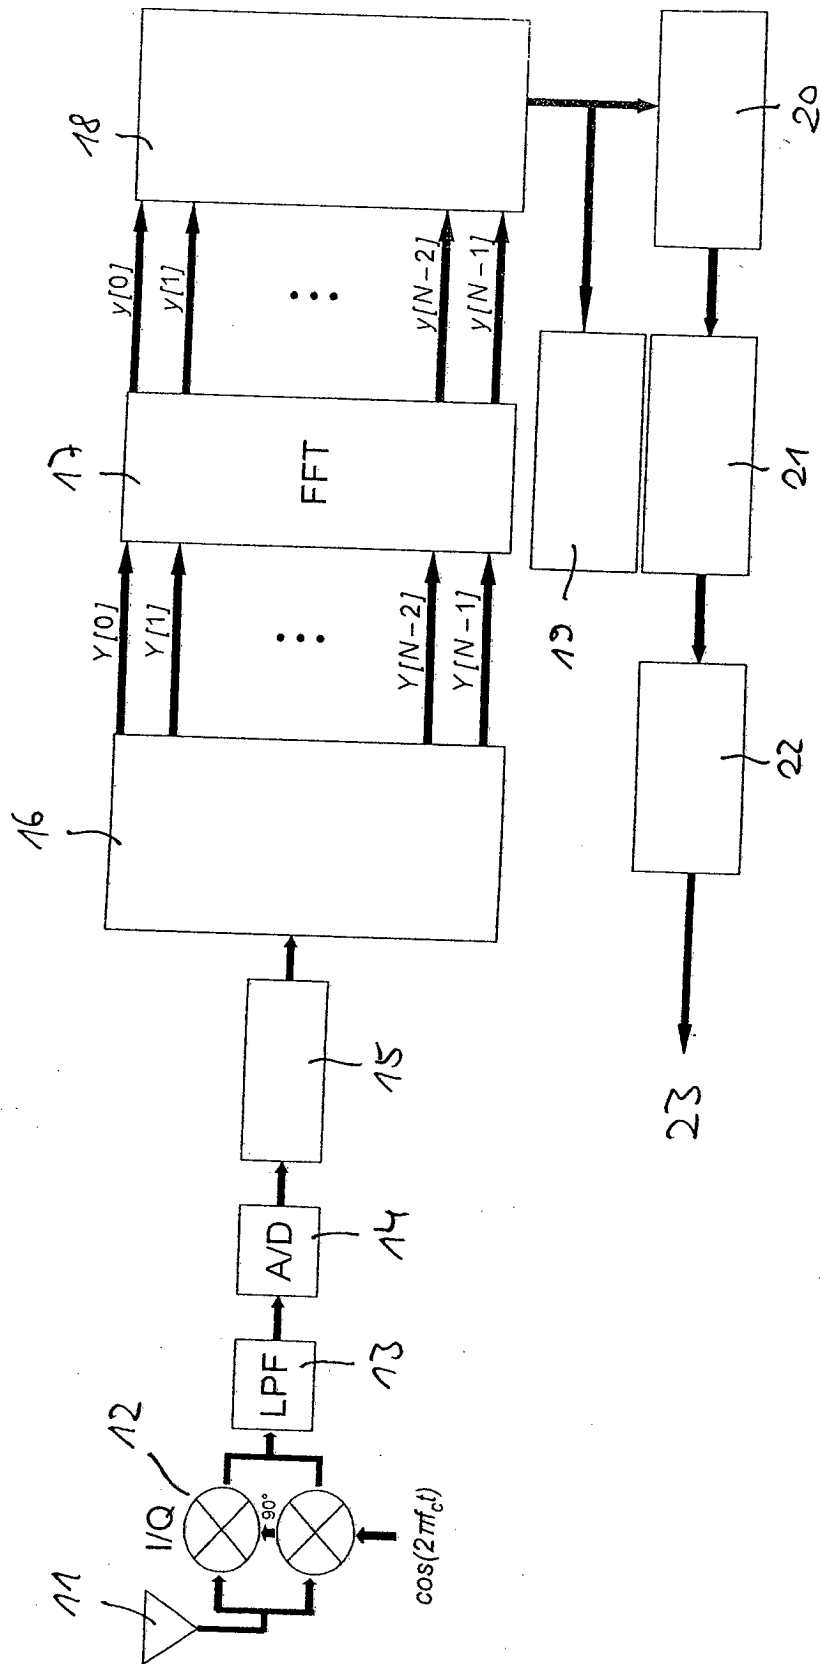 11
I/Q
12
90°
cos(2πf_ct)
LPF
13
A/D
14
15
16
Y[0]
Y[1]
Y[N−2]
Y[N−1]
17
FFT
y[0]
y[1]
y[N−2]
y[N−1]
18
19
20
21
22
23